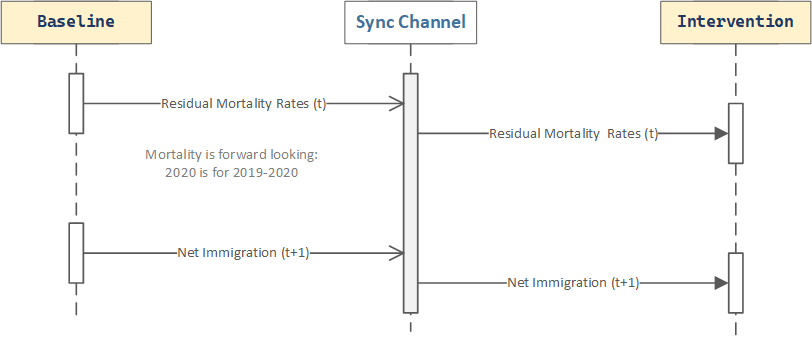 Baseline
Sync Channel
Intervention
Residual Mortality Rates (t)
Residual Mortality  Rates (t)
Mortality is forward looking:
2020 is for 2019-2020
Net Immigration (t+1)
Net Immigration (t+1)